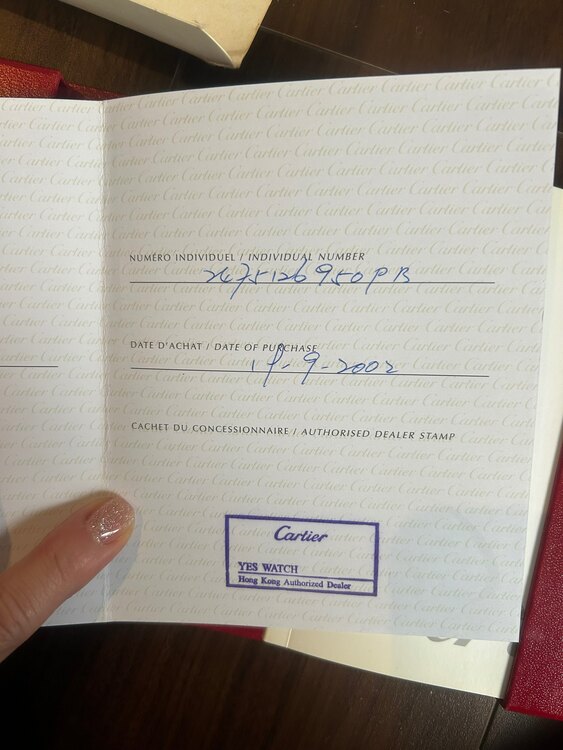 NUMÉRO INDIVIDUEL / INDIVIDUAL NUMBER
DATE D'ACHAT / DATE OF PURCHASE
-9-2002
CACHET DU CONCESSIONNAIRE / AUTHORISED DEALER STAMP
Cartier
YES WATCH
Hong Kong Authorized Dealer